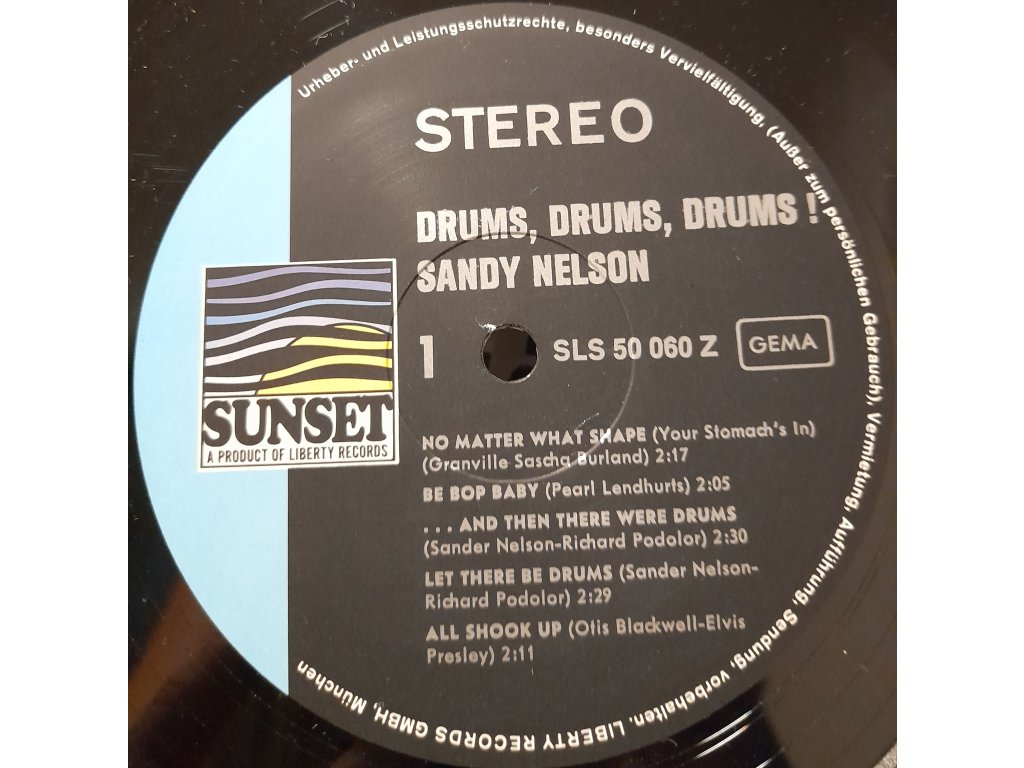 Urheber- und Leistungsschutzrechte, besonders Vervielfältigung, (Außer zum persönlichen Gebrauch), Vermietung, Aufführung, Sendung, vorbehalten. LIBERTY RECORDS GMBH, München
STEREO
DRUMS, DRUMS, DRUMS !
SANDY NELSON
1
SLS 50 060 Z
GEMA
SUNSET
A PRODUCT OF LIBERTY RECORDS
NO MATTER WHAT SHAPE (Your Stomach's In)
(Granville Sascha Burland) 2:17
BE BOP BABY (Pearl Lendhurts) 2:05
. . . AND THEN THERE WERE DRUMS
(Sander Nelson-Richard Podolor) 2:30
LET THERE BE DRUMS (Sander Nelson-
Richard Podolor) 2:29
ALL SHOOK UP (Otis Blackwell-Elvis
Presley) 2:11